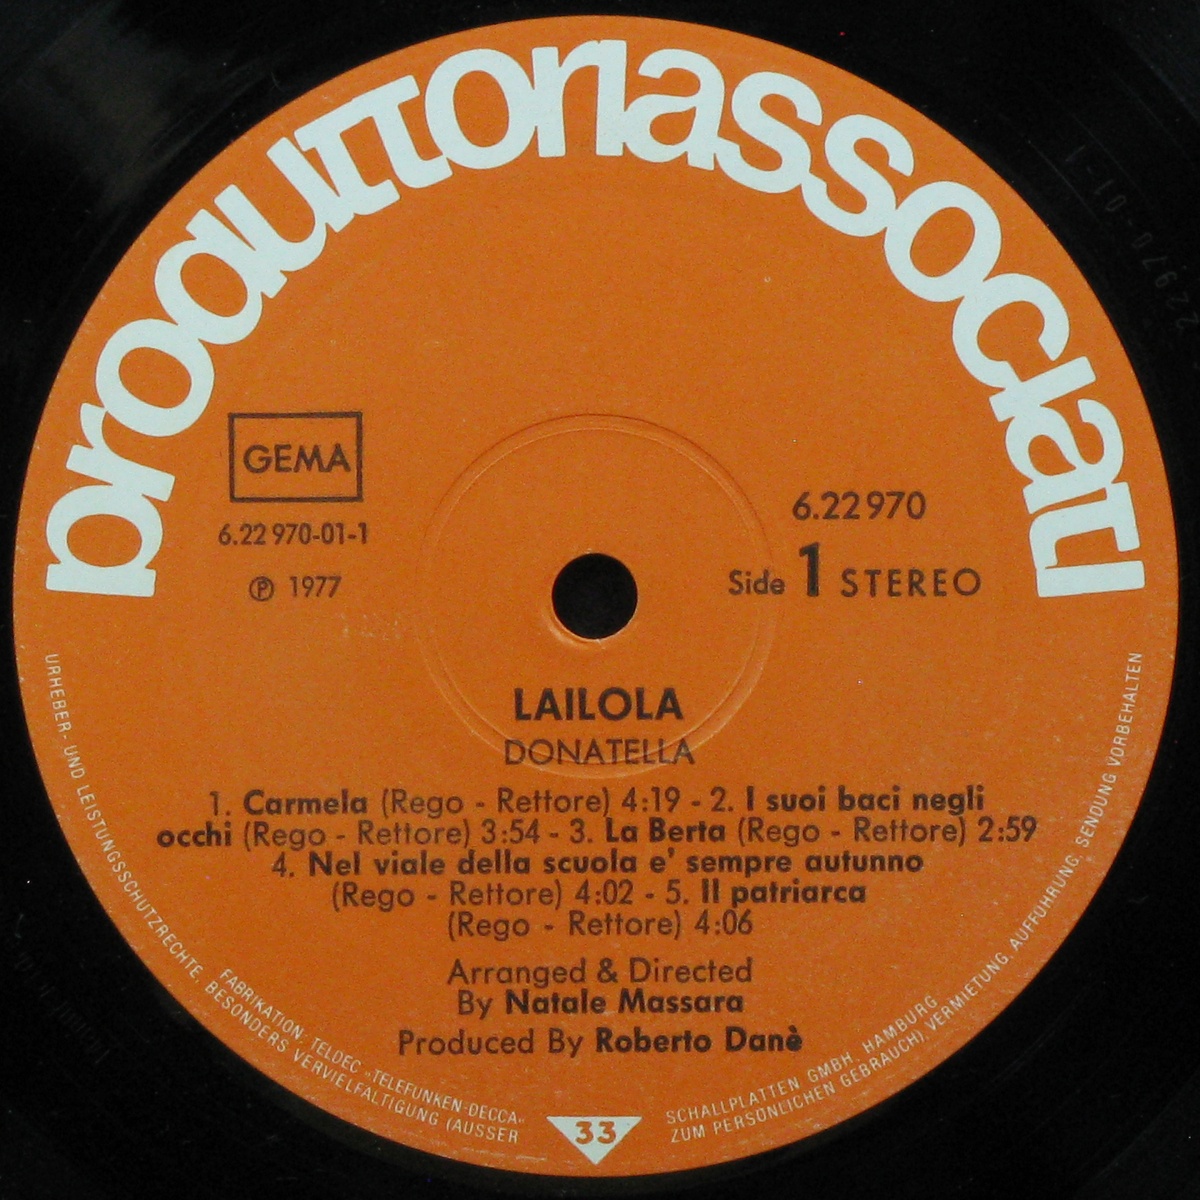 produttoriassociati
GEMA
6.22 970-01-1
℗ 1977
6.22970
Side 1 STEREO
LAILOLA
DONATELLA
1. Carmela (Rego - Rettore) 4:19 - 2. I suoi baci negli
occhi (Rego - Rettore) 3:54 - 3. La Berta (Rego - Rettore) 2:59
4. Nel viale della scuola e' sempre autunno
(Rego - Rettore) 4:02 - 5. Il patriarca
(Rego - Rettore) 4:06
Arranged & Directed
By Natale Massara
Produced By Roberto Danè
URHEBER- UND LEISTUNGSSCHUTZRECHTE, BESONDERS VERVIELFÄLTIGUNG (AUSSER ZUM PERSÖNLICHEN GEBRAUCH), VERMIETUNG, AUFFÜHRUNG, SENDUNG VORBEHALTEN
FABRIKATION: TELDEC „TELEFUNKEN-DECCA„ SCHALLPLATTEN GMBH. HAMBURG
33
22970-01-1